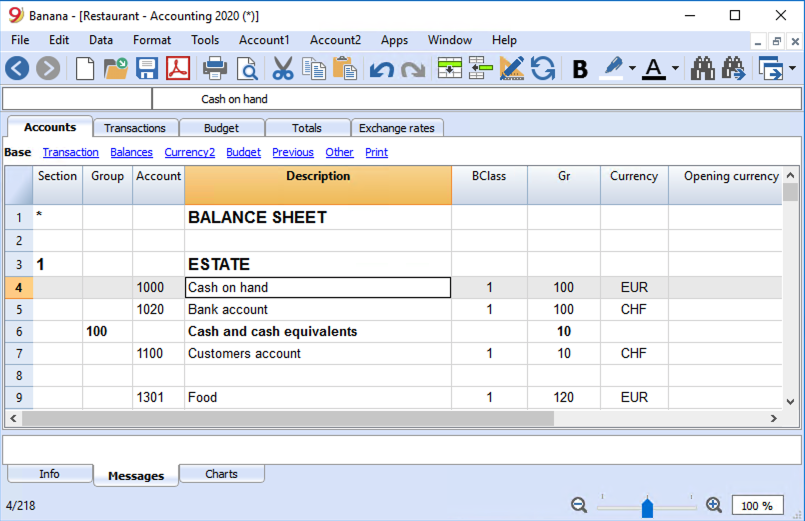 Banana - [Restaurant - Accounting 2020 (*)]
File Edit Data Format Tools Account1 Account2 Apps Window Help
B A
Cash on hand
Accounts Transactions Budget Totals Exchange rates
Base Transaction Balances Currency2 Budget Previous Other Print
Section Group Account Description BClass Gr Currency Opening currency
1 * BALANCE SHEET
2
3 1 ESTATE
4 1000 Cash on hand 1 100 EUR
5 1020 Bank account 1 100 CHF
6 100 Cash and cash equivalents 10
7 1100 Customers account 1 10 CHF
8
9 1301 Food 1 120 EUR
Info Messages Charts
4/218 100 %